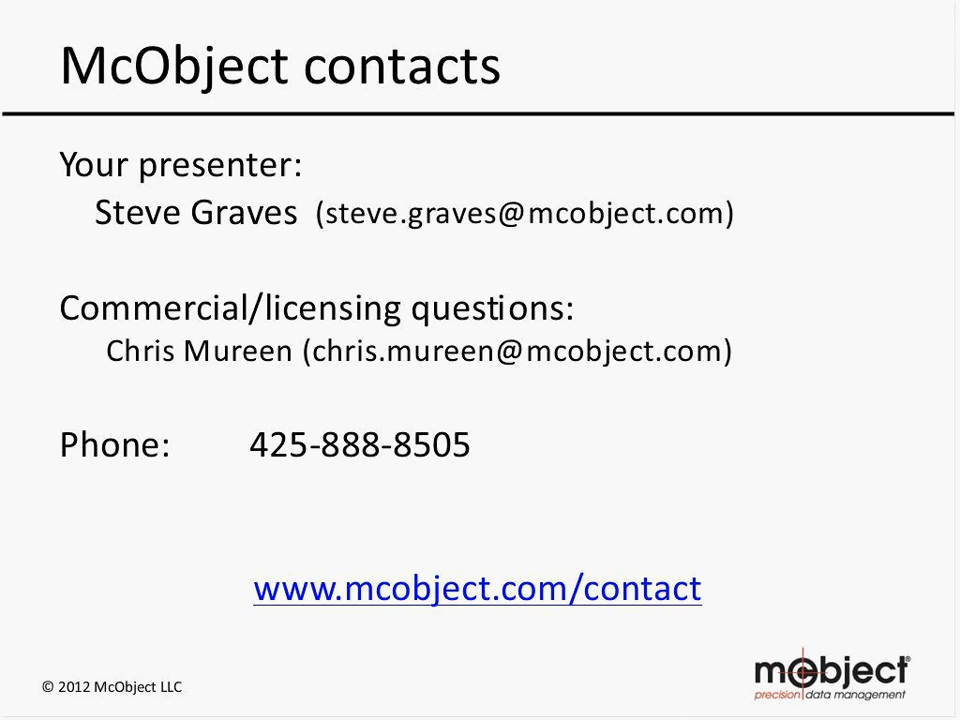 McObject contacts
Your presenter:
Steve Graves (steve.graves@mcobject.com)
Commercial/licensing questions:
Chris Mureen (chris.mureen@mcobject.com)
Phone: 425-888-8505
www.mcobject.com/contact
© 2012 McObject LLC
mcobject®
precision data management